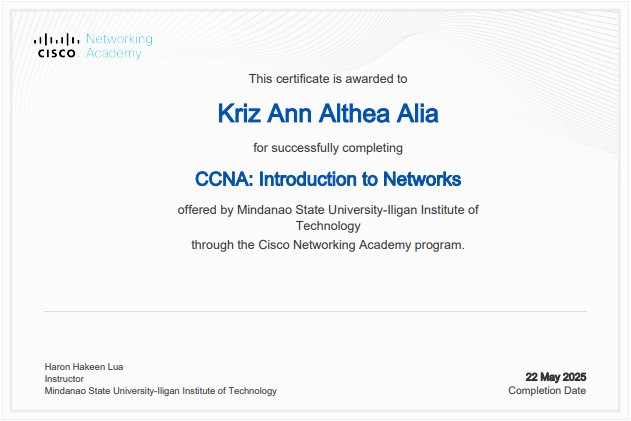 CISCO Networking Academy
This certificate is awarded to
Kriz Ann Althea Alia
for successfully completing
CCNA: Introduction to Networks
offered by Mindanao State University-Iligan Institute of
Technology
through the Cisco Networking Academy program.
Haron Hakeen Lua
Instructor
Mindanao State University-Iligan Institute of Technology
22 May 2025
Completion Date